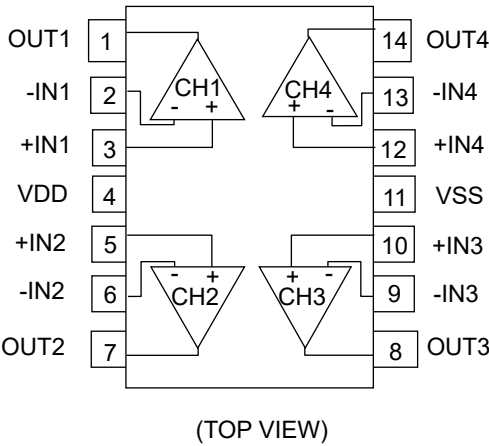 OUT1 1 14 OUT4
CH1 CH4
-IN1 2 - + + - 13 -IN4
+IN1 3 12 +IN4
VDD 4 11 VSS
+IN2 5 10 +IN3
- + + -
-IN2 6 CH2 CH3 9 -IN3
OUT2 7 8 OUT3
(TOP VIEW)